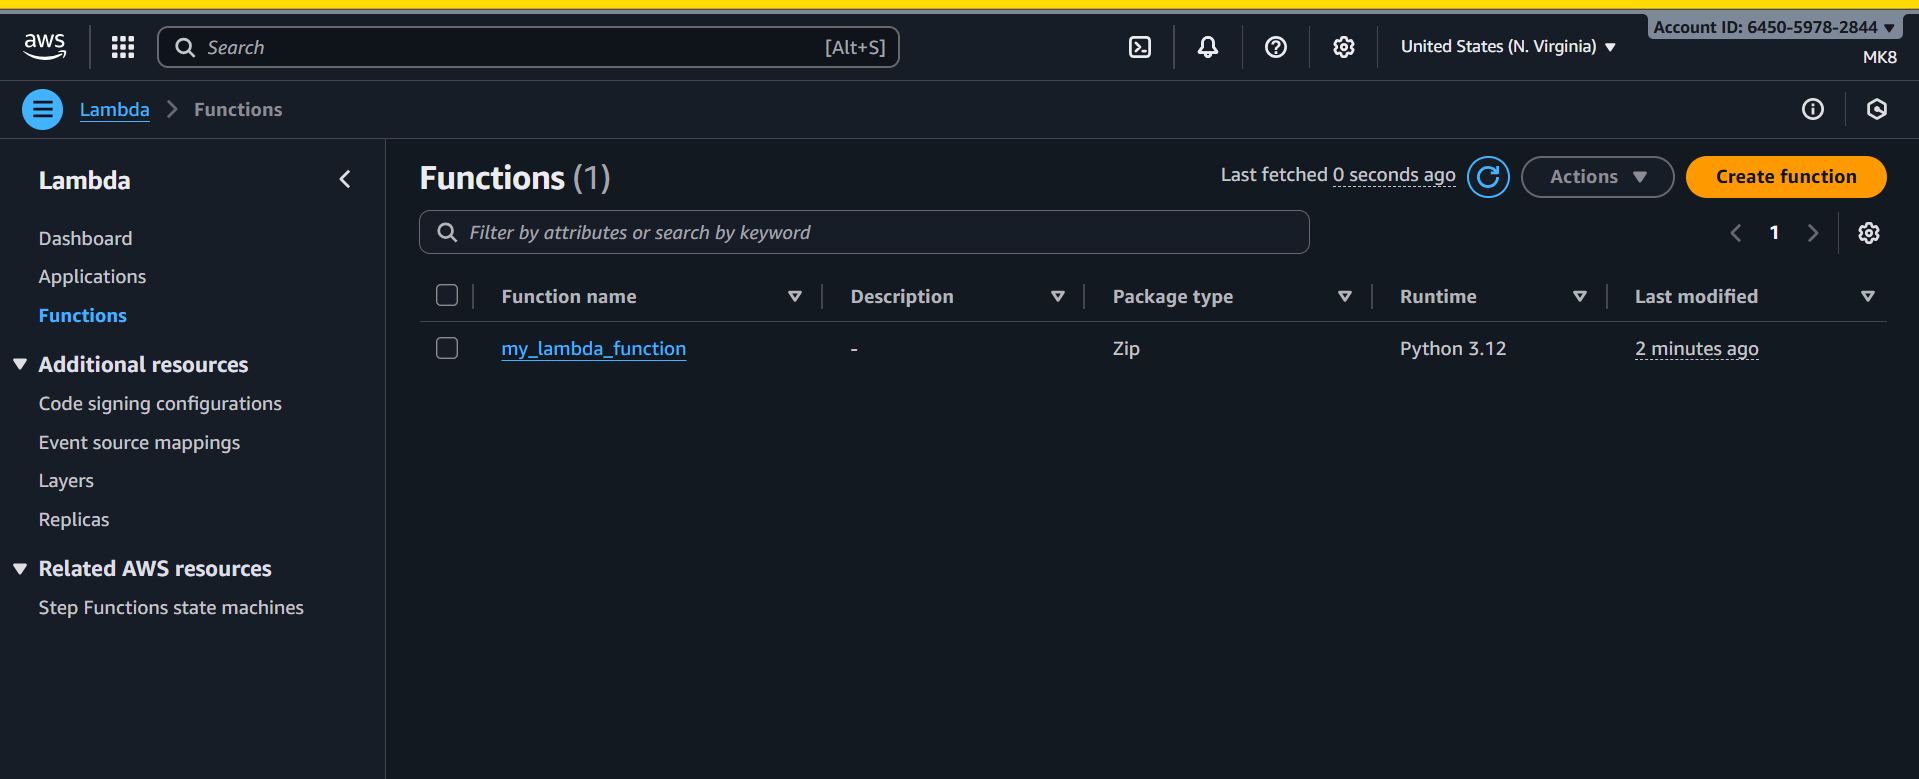 aws
Search [Alt+S]
United States (N. Virginia)
Account ID: 6450-5978-2844
MK8
Lambda Functions
Lambda
Dashboard
Applications
Functions
Additional resources
Code signing configurations
Event source mappings
Layers
Replicas
Related AWS resources
Step Functions state machines
Functions (1)
Last fetched 0 seconds ago
Actions
Create function
Filter by attributes or search by keyword
1
Function name Description Package type Runtime Last modified
my_lambda_function - Zip Python 3.12 2 minutes ago